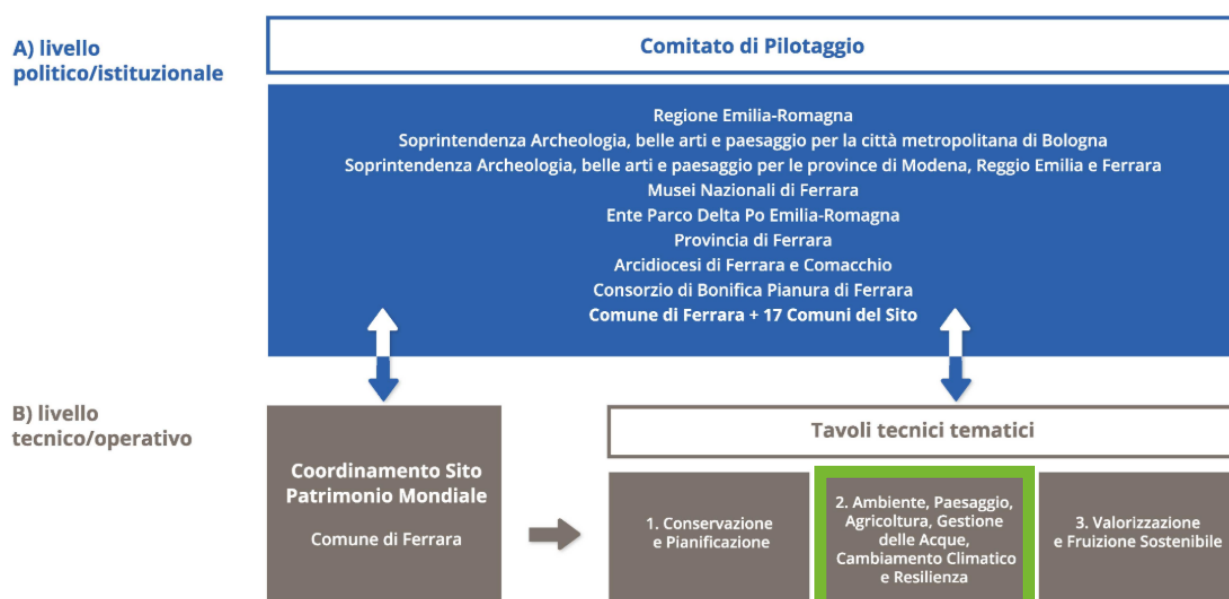 A) livello
politico/istituzionale
Comitato di Pilotaggio
Regione Emilia-Romagna
Soprintendenza Archeologia, belle arti e paesaggio per la città metropolitana di Bologna
Soprintendenza Archeologia, belle arti e paesaggio per le province di Modena, Reggio Emilia e Ferrara
Musei Nazionali di Ferrara
Ente Parco Delta Po Emilia-Romagna
Provincia di Ferrara
Arcidiocesi di Ferrara e Comacchio
Consorzio di Bonifica Pianura di Ferrara
Comune di Ferrara + 17 Comuni del Sito
B) livello
tecnico/operativo
Coordinamento Sito
Patrimonio Mondiale
Comune di Ferrara
Tavoli tecnici tematici
1. Conservazione
e Pianificazione
2. Ambiente, Paesaggio,
Agricoltura, Gestione
delle Acque,
Cambiamento Climatico
e Resilienza
3. Valorizzazione
e Fruizione Sostenibile